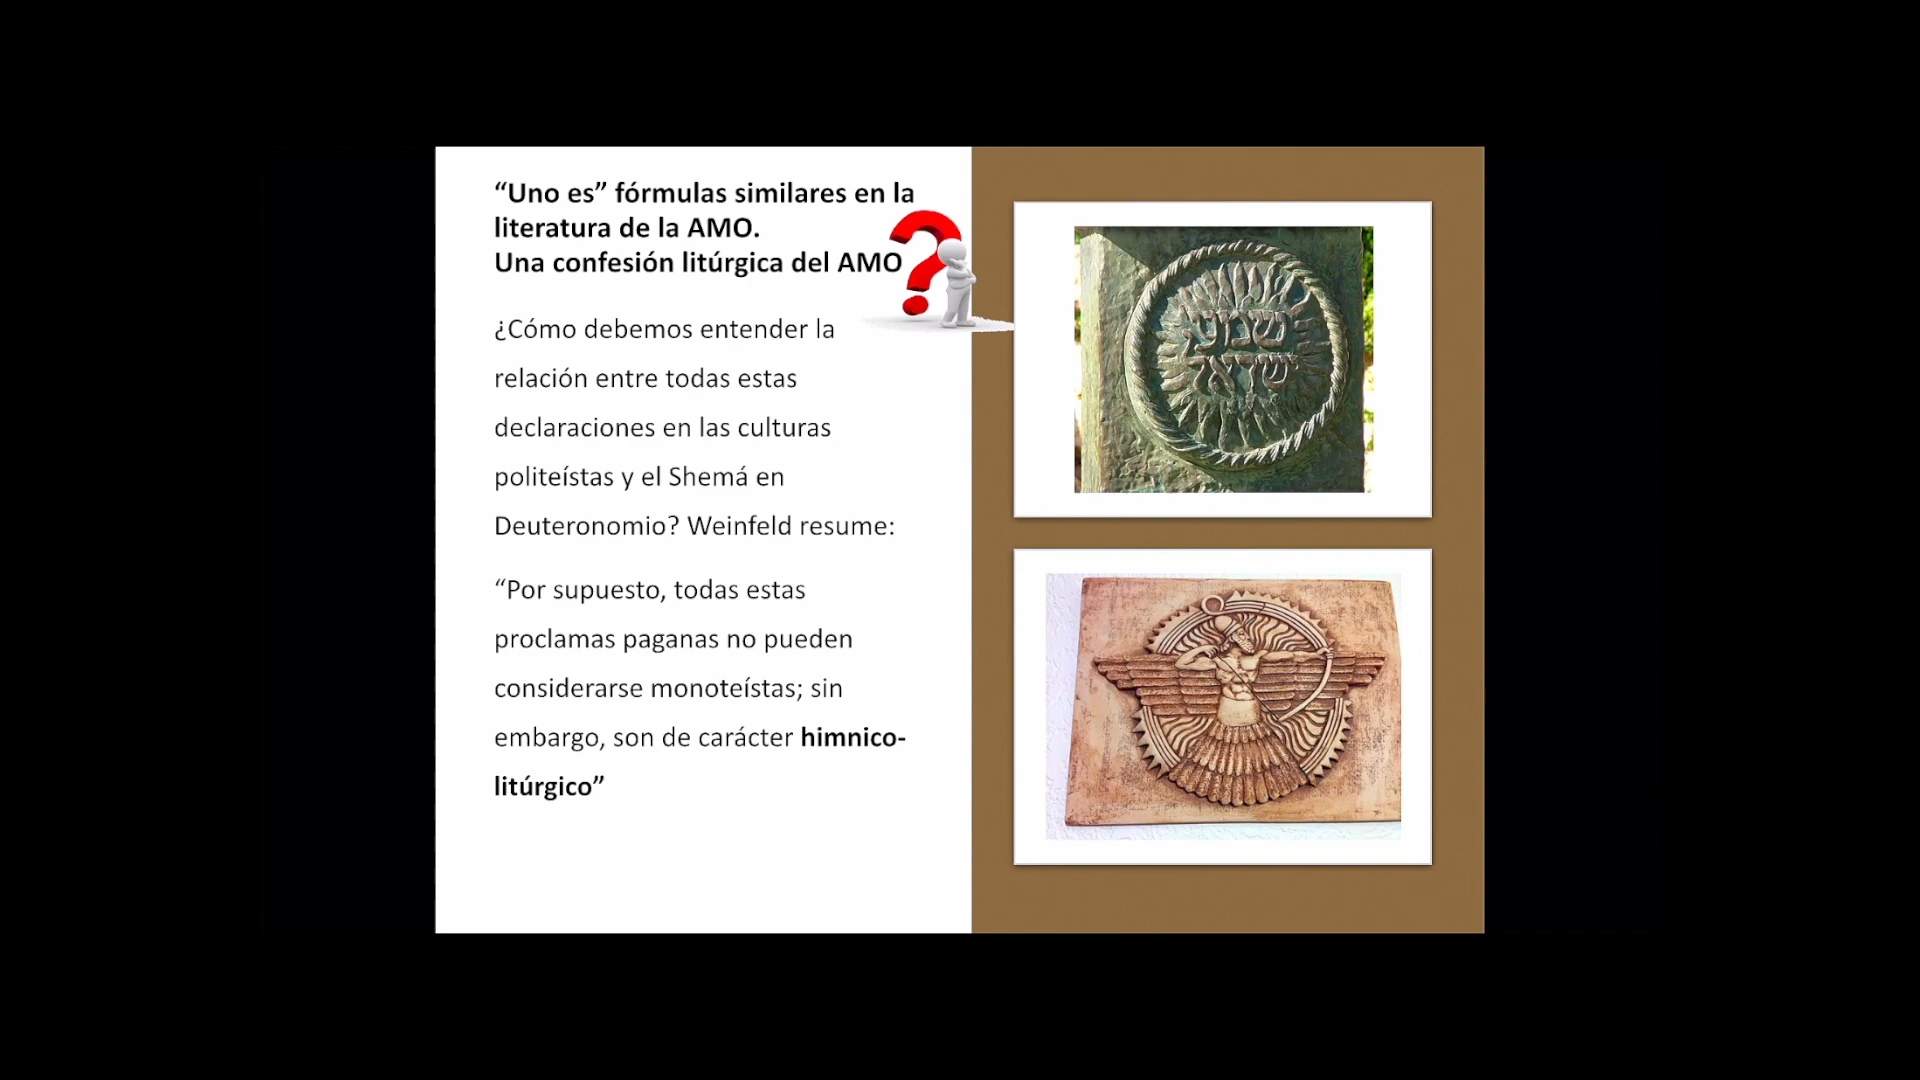 “Uno es” fórmulas similares en la
literatura de la AMO.
Una confesión litúrgica del AMO
¿Cómo debemos entender la
relación entre todas estas
declaraciones en las culturas
politeístas y el Shemá en
Deuteronomio? Weinfeld resume:
“Por supuesto, todas estas
proclamas paganas no pueden
considerarse monoteístas; sin
embargo, son de carácter himnico-
litúrgico”
שמע
ישראל